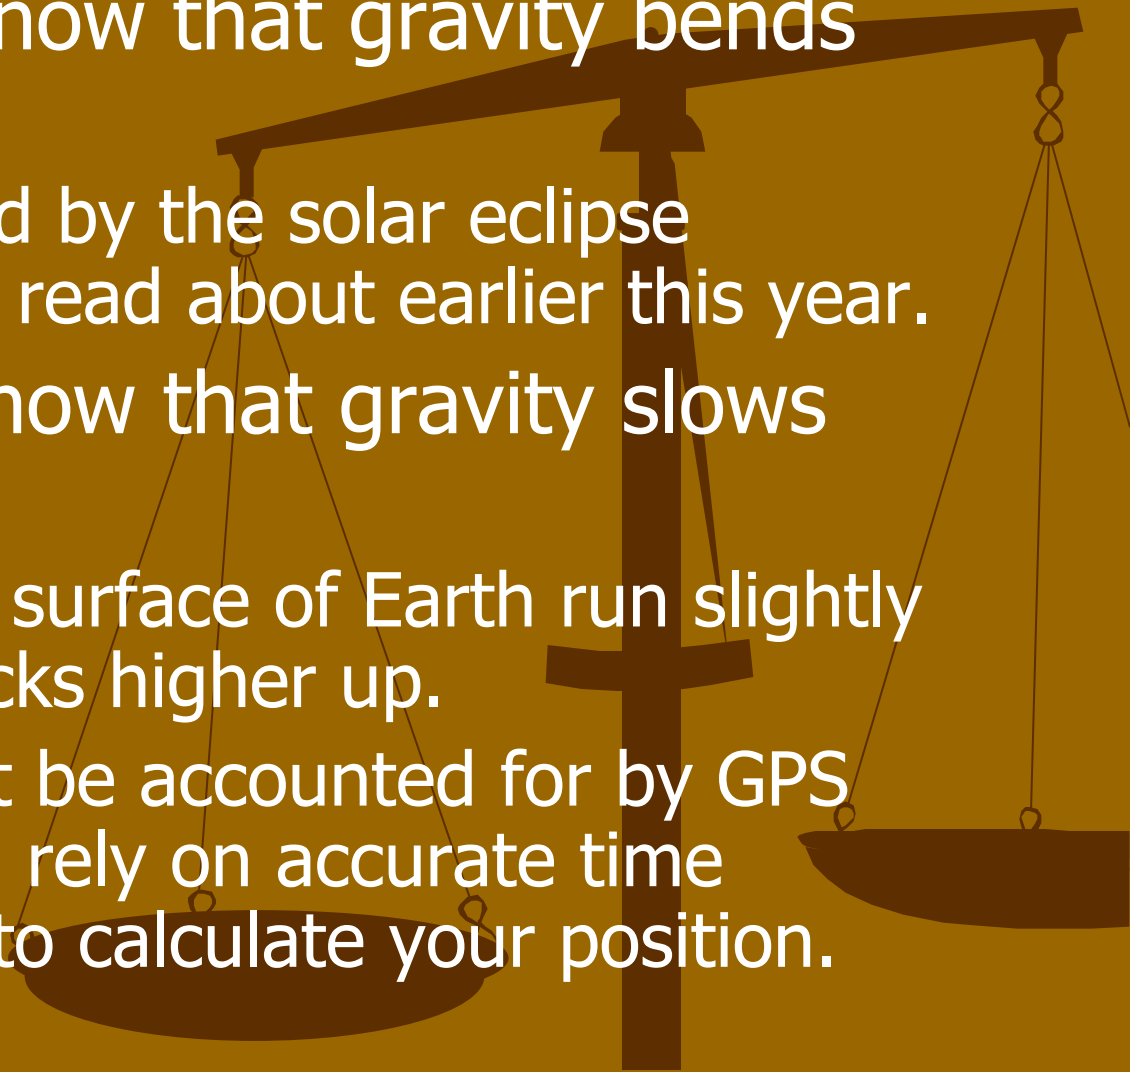 now that gravity bends
d by the solar eclipse
read about earlier this year.
now that gravity slows
surface of Earth run slightly
cks higher up.
t be accounted for by GPS
rely on accurate time
to calculate your position.